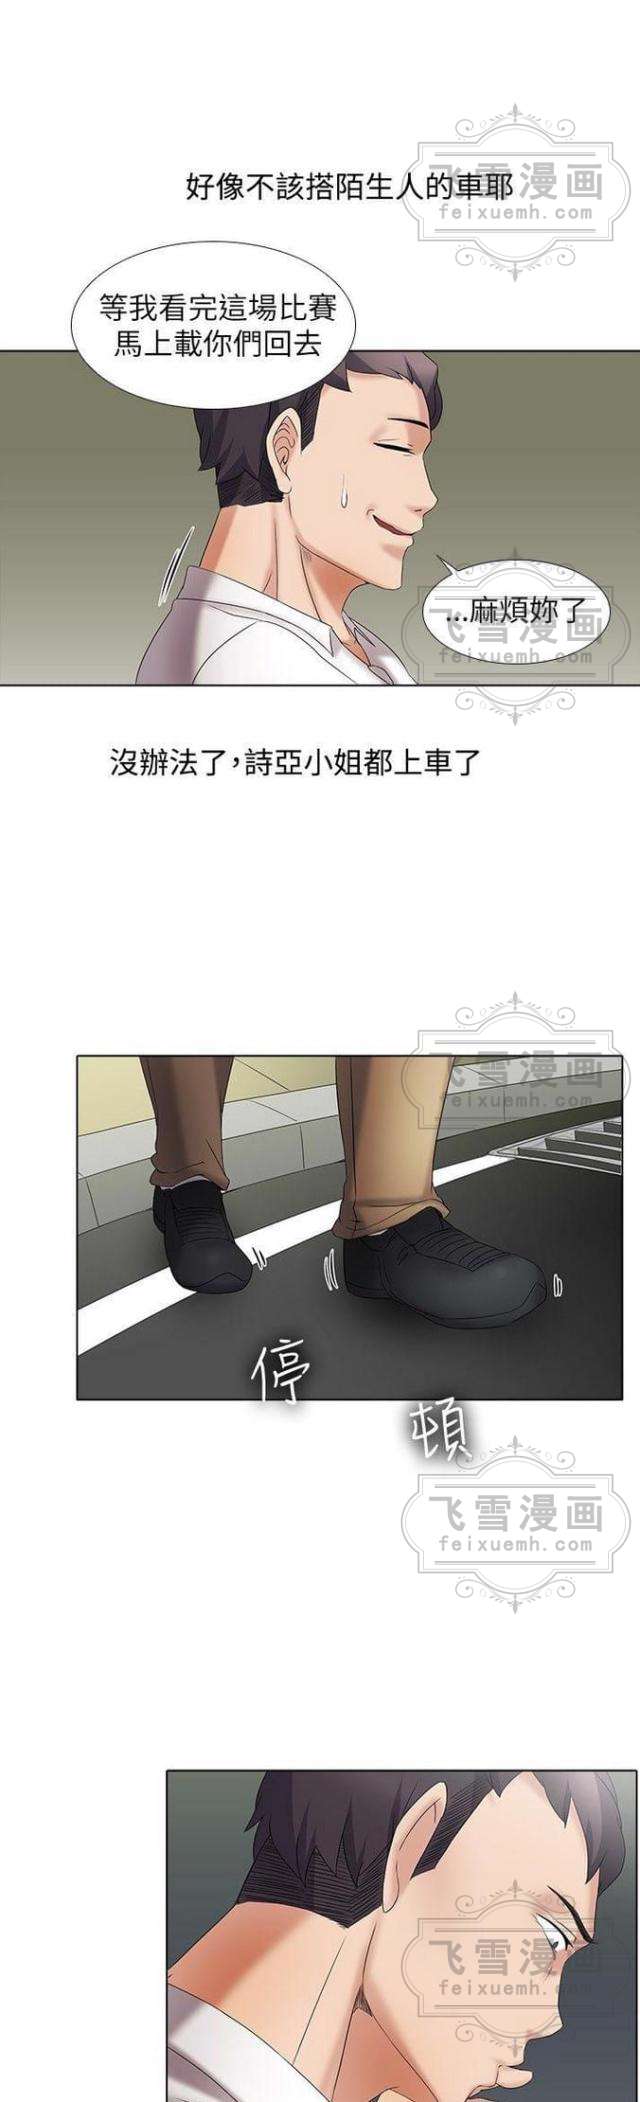 飞雪漫画
feixuemh.com
好像不該搭陌生人的車耶
等我看完這場比賽
馬上載你們回去
...麻煩妳了
飞雪漫画
feixuemh.com
沒辦法了,詩亞小姐都上車了
飞雪漫画
feixuemh.com
停
頓
飞雪漫画
feixuemh.com
飞雪漫画
feixuemh.com